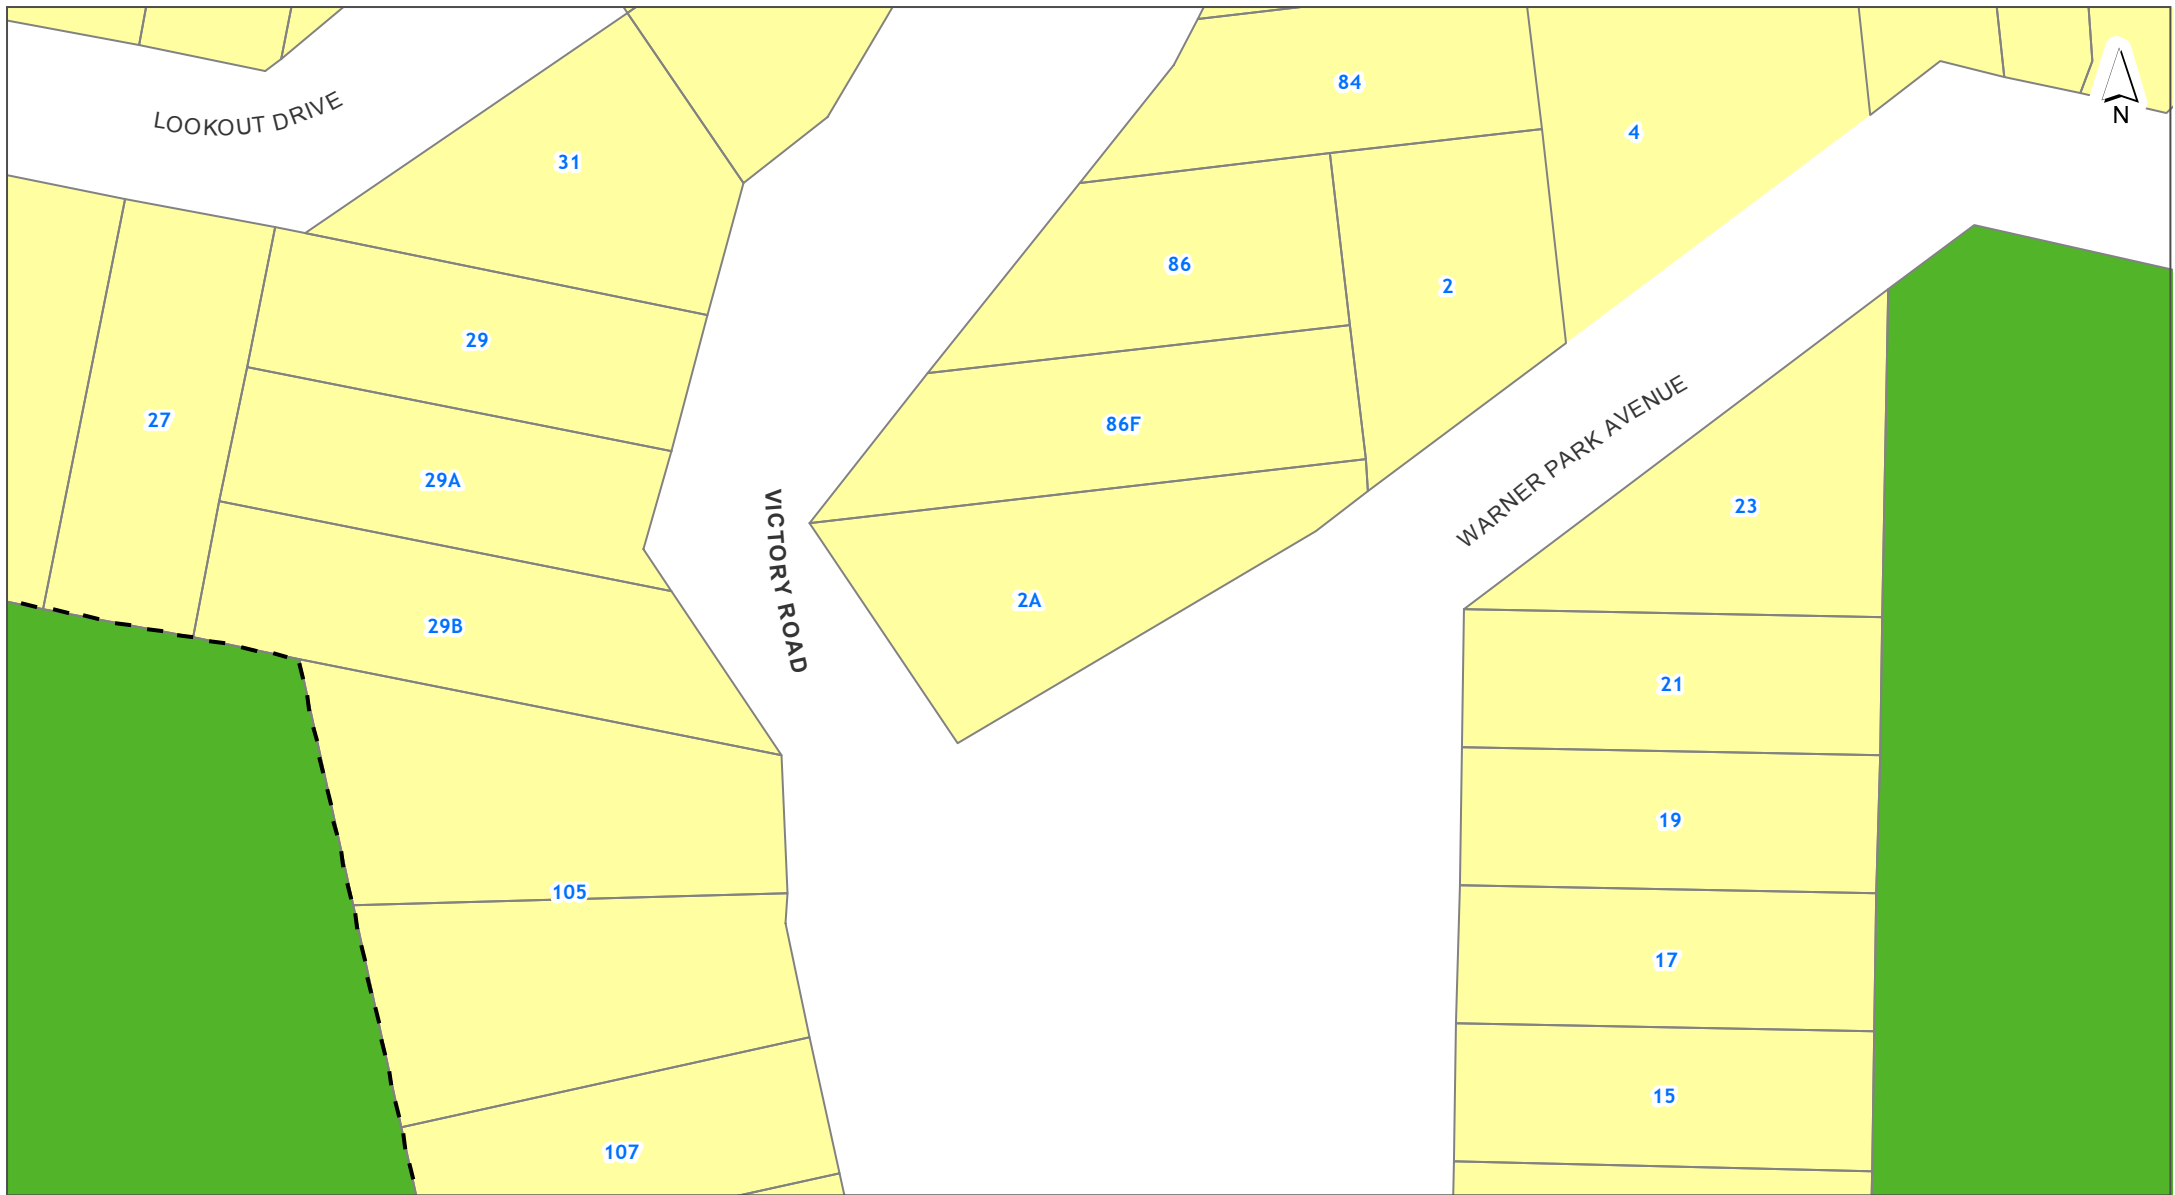 84
4
N
LOOKOUT DRIVE
31
86
2
29
27
86F
WARNER PARK AVENUE
29A
23
VICTORY ROAD
2A
29B
21
19
105
17
15
107